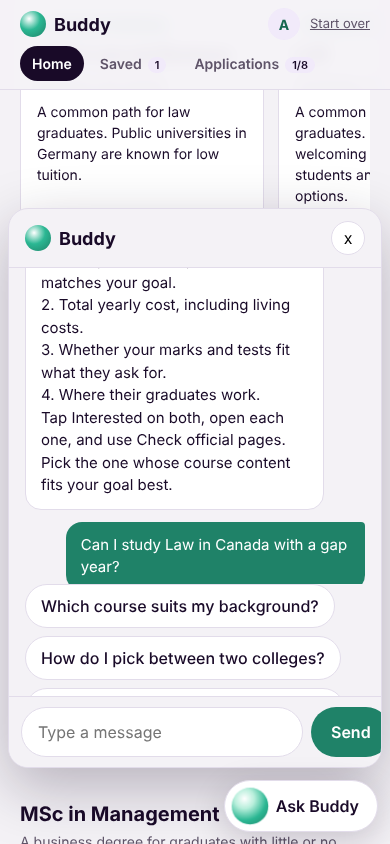 Buddy
A
Start over
Home
Saved 1
Applications 1/8
A common path for law
graduates. Public universities in
Germany are known for low
tuition.
A common
graduates.
welcoming
students an
options.
Buddy
x
matches your goal.
2. Total yearly cost, including living
costs.
3. Whether your marks and tests fit
what they ask for.
4. Where their graduates work.
Tap Interested on both, open each
one, and use Check official pages.
Pick the one whose course content
fits your goal best.
Can I study Law in Canada with a gap
year?
Which course suits my background?
How do I pick between two colleges?
Type a message
Send
MSc in Management
Ask Buddy
A business degree for graduates with little or no